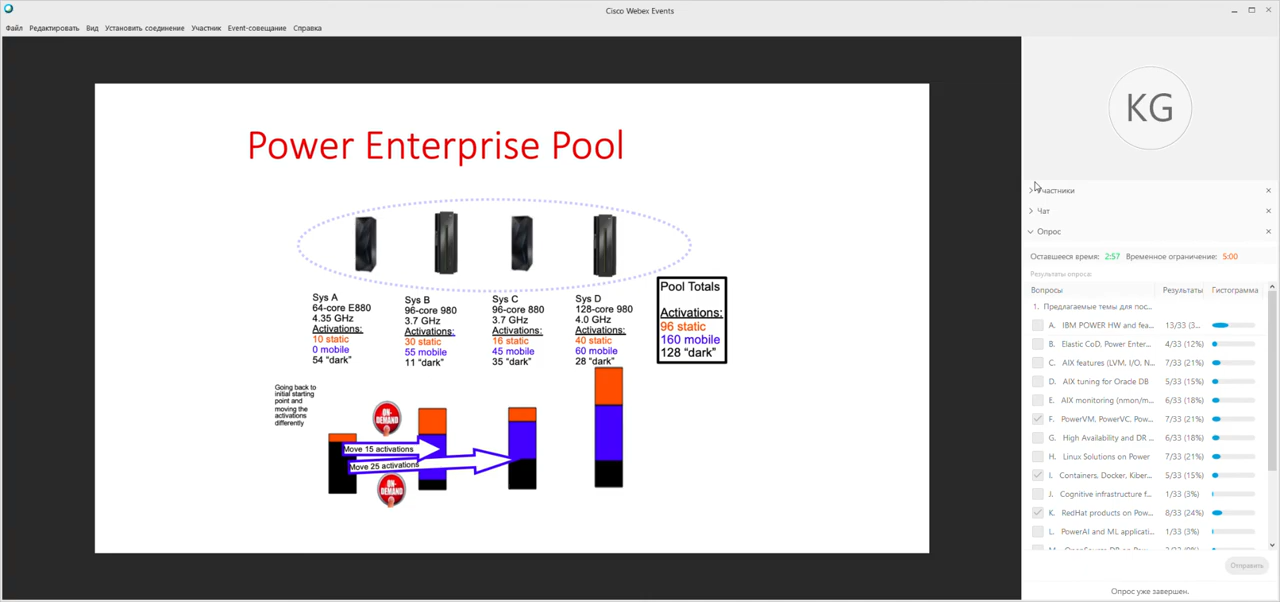 Cisco Webex Events
Файл Редактировать Вид Установить соединение Участник Event-совещание Справка
Power Enterprise Pool
Sys A
64-core E880
4.35 GHz
Activations:
10 static
0 mobile
54 "dark"
Sys B
96-core 980
3.7 GHz
Activations:
30 static
55 mobile
11 "dark"
Sys C
96-core 880
3.7 GHz
Activations:
16 static
45 mobile
35 "dark"
Sys D
128-core 980
4.0 GHz
Activations:
40 static
60 mobile
28 "dark"
Pool Totals
Activations:
96 static
160 mobile
128 "dark"
Going back to
initial starting
point and
moving the
activations
differently
ON-DEMAND
Move 15 activations
Move 25 activations
ON-DEMAND
KG
Участники
Чат
Опрос
Оставшееся время: 2:57 Временное ограничение: 5:00
Результаты опроса:
Вопросы Результаты Гистограмма
1. Предлагаемые темы для пос...
A. IBM POWER HW and fea... 13/33 (3...
B. Elastic CoD, Power Enter... 4/33 (12%)
C. AIX features (LVM, I/O, N... 7/33 (21%)
D. AIX tuning for Oracle DB 5/33 (15%)
E. AIX monitoring (nmon/m... 6/33 (18%)
F. PowerVM, PowerVC, Pow... 7/33 (21%)
G. High Availability and DR ... 6/33 (18%)
H. Linux Solutions on Power 7/33 (21%)
I. Containers, Docker, Kiber... 5/33 (15%)
J. Cognitive infrastructure f... 1/33 (3%)
K. RedHat products on Pow... 8/33 (24%)
L. PowerAI and ML applicati... 1/33 (3%)
Отправить
Опрос уже завершен.